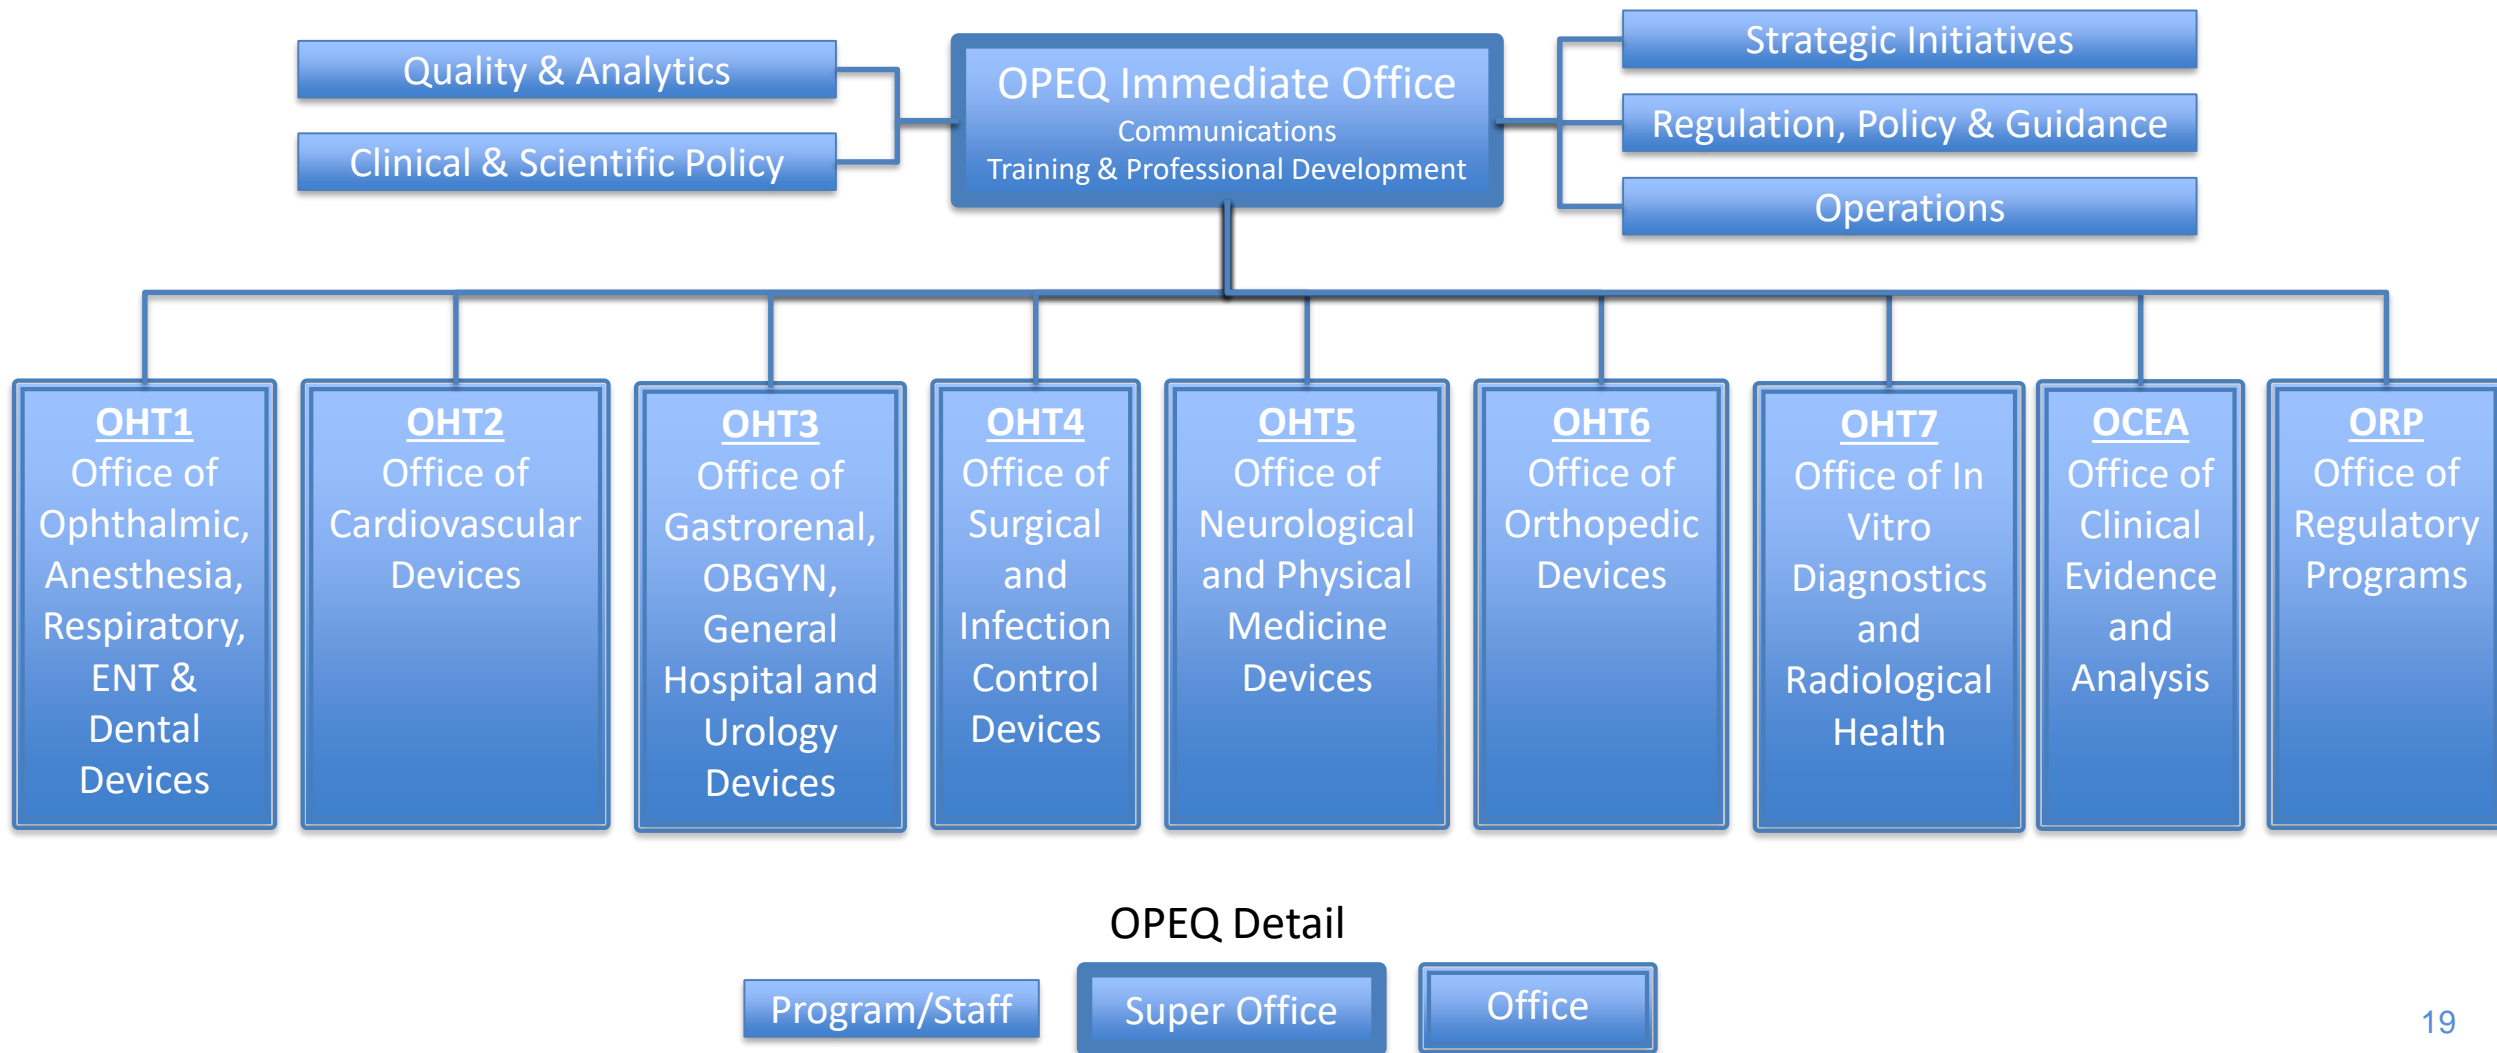 Quality & Analytics
Clinical & Scientific Policy
OPEQ Immediate Office
Communications
Training & Professional Development
Strategic Initiatives
Regulation, Policy & Guidance
Operations
OHT1
Office of
Ophthalmic,
Anesthesia,
Respiratory,
ENT &
Dental
Devices
OHT2
Office of
Cardiovascular
Devices
OHT3
Office of
Gastrorenal,
OBGYN,
General
Hospital and
Urology
Devices
OHT4
Office of
Surgical
and
Infection
Control
Devices
OHT5
Office of
Neurological
and Physical
Medicine
Devices
OHT6
Office of
Orthopedic
Devices
OHT7
Office of In
Vitro
Diagnostics
and
Radiological
Health
OCEA
Office of
Clinical
Evidence
and
Analysis
ORP
Office of
Regulatory
Programs
OPEQ Detail
Program/Staff
Super Office
Office
19